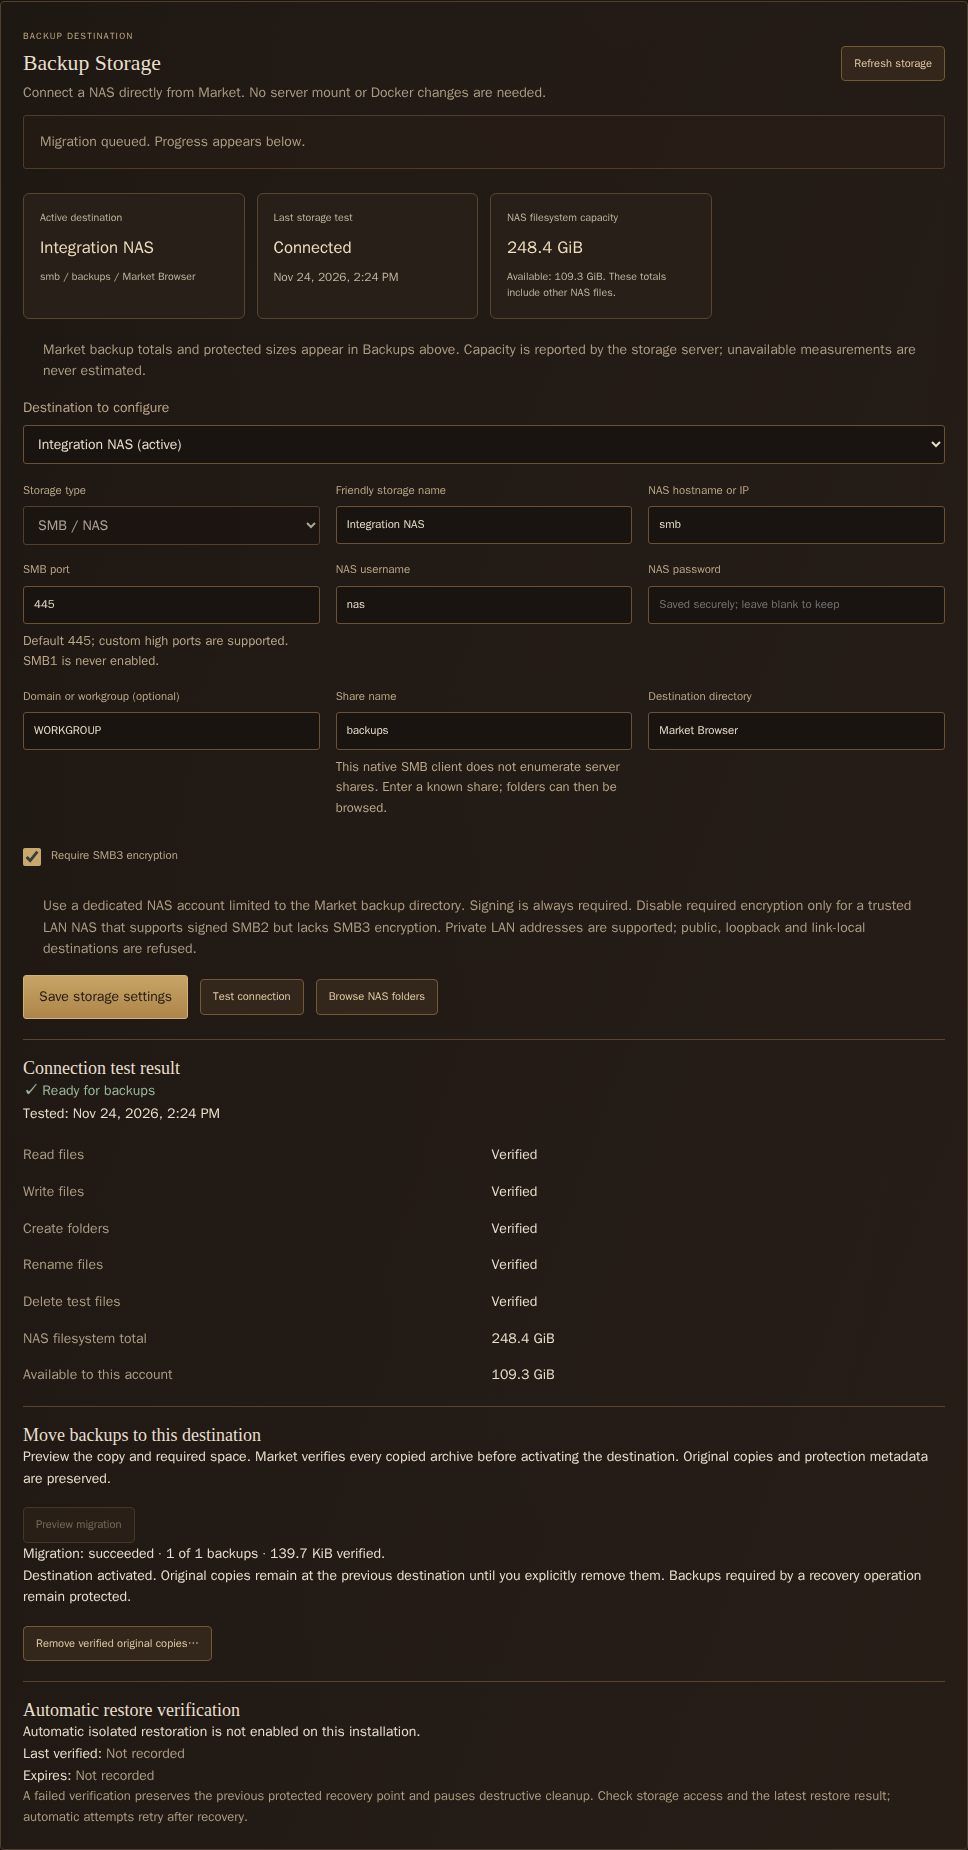 BACKUP DESTINATION
Backup Storage
Refresh storage
Connect a NAS directly from Market. No server mount or Docker changes are needed.
Migration queued. Progress appears below.
Active destination
Integration NAS
smb / backups / Market Browser
Last storage test
Connected
Nov 24, 2026, 2:24 PM
NAS filesystem capacity
248.4 GiB
Available: 109.3 GiB. These totals
include other NAS files.
Market backup totals and protected sizes appear in Backups above. Capacity is reported by the storage server; unavailable measurements are
never estimated.
Destination to configure
Integration NAS (active)
Storage type
Friendly storage name
NAS hostname or IP
SMB / NAS
Integration NAS
smb
SMB port
NAS username
NAS password
445
nas
Saved securely; leave blank to keep
Default 445; custom high ports are supported.
SMB1 is never enabled.
Domain or workgroup (optional)
Share name
Destination directory
WORKGROUP
backups
Market Browser
This native SMB client does not enumerate server
shares. Enter a known share; folders can then be
browsed.
Require SMB3 encryption
Use a dedicated NAS account limited to the Market backup directory. Signing is always required. Disable required encryption only for a trusted
LAN NAS that supports signed SMB2 but lacks SMB3 encryption. Private LAN addresses are supported; public, loopback and link-local
destinations are refused.
Save storage settings
Test connection
Browse NAS folders
Connection test result
✓ Ready for backups
Tested: Nov 24, 2026, 2:24 PM
Read files Verified
Write files Verified
Create folders Verified
Rename files Verified
Delete test files Verified
NAS filesystem total 248.4 GiB
Available to this account 109.3 GiB
Move backups to this destination
Preview the copy and required space. Market verifies every copied archive before activating the destination. Original copies and protection metadata
are preserved.
Preview migration
Migration: succeeded · 1 of 1 backups · 139.7 KiB verified.
Destination activated. Original copies remain at the previous destination until you explicitly remove them. Backups required by a recovery operation
remain protected.
Remove verified original copies…
Automatic restore verification
Automatic isolated restoration is not enabled on this installation.
Last verified: Not recorded
Expires: Not recorded
A failed verification preserves the previous protected recovery point and pauses destructive cleanup. Check storage access and the latest restore result;
automatic attempts retry after recovery.